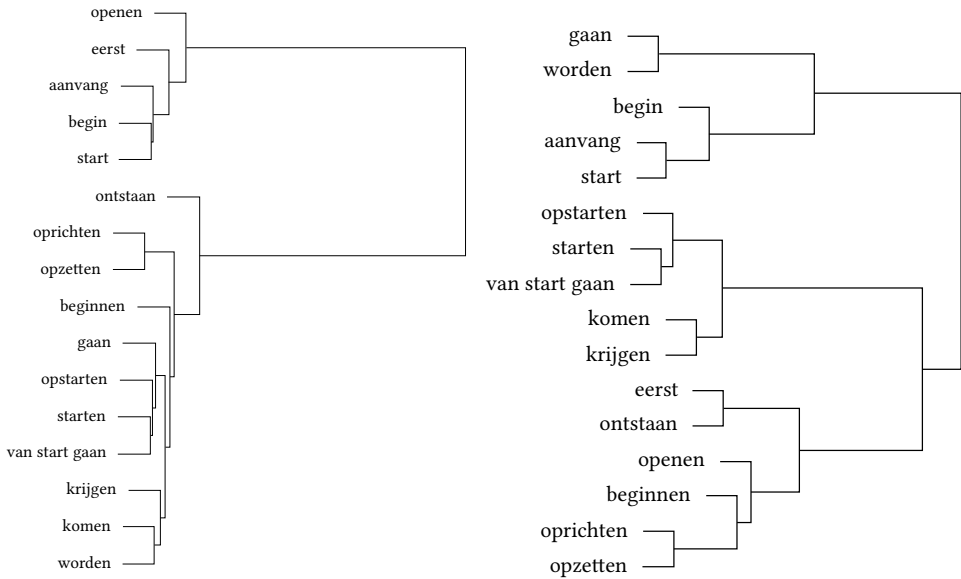 openen
eerst
aanvang
begin
start
ontstaan
oprichten
opzetten
beginnen
gaan
opstarten
starten
van start gaan
krijgen
komen
worden
gaan
worden
begin
aanvang
start
opstarten
starten
van start gaan
komen
krijgen
eerst
ontstaan
openen
beginnen
oprichten
opzetten